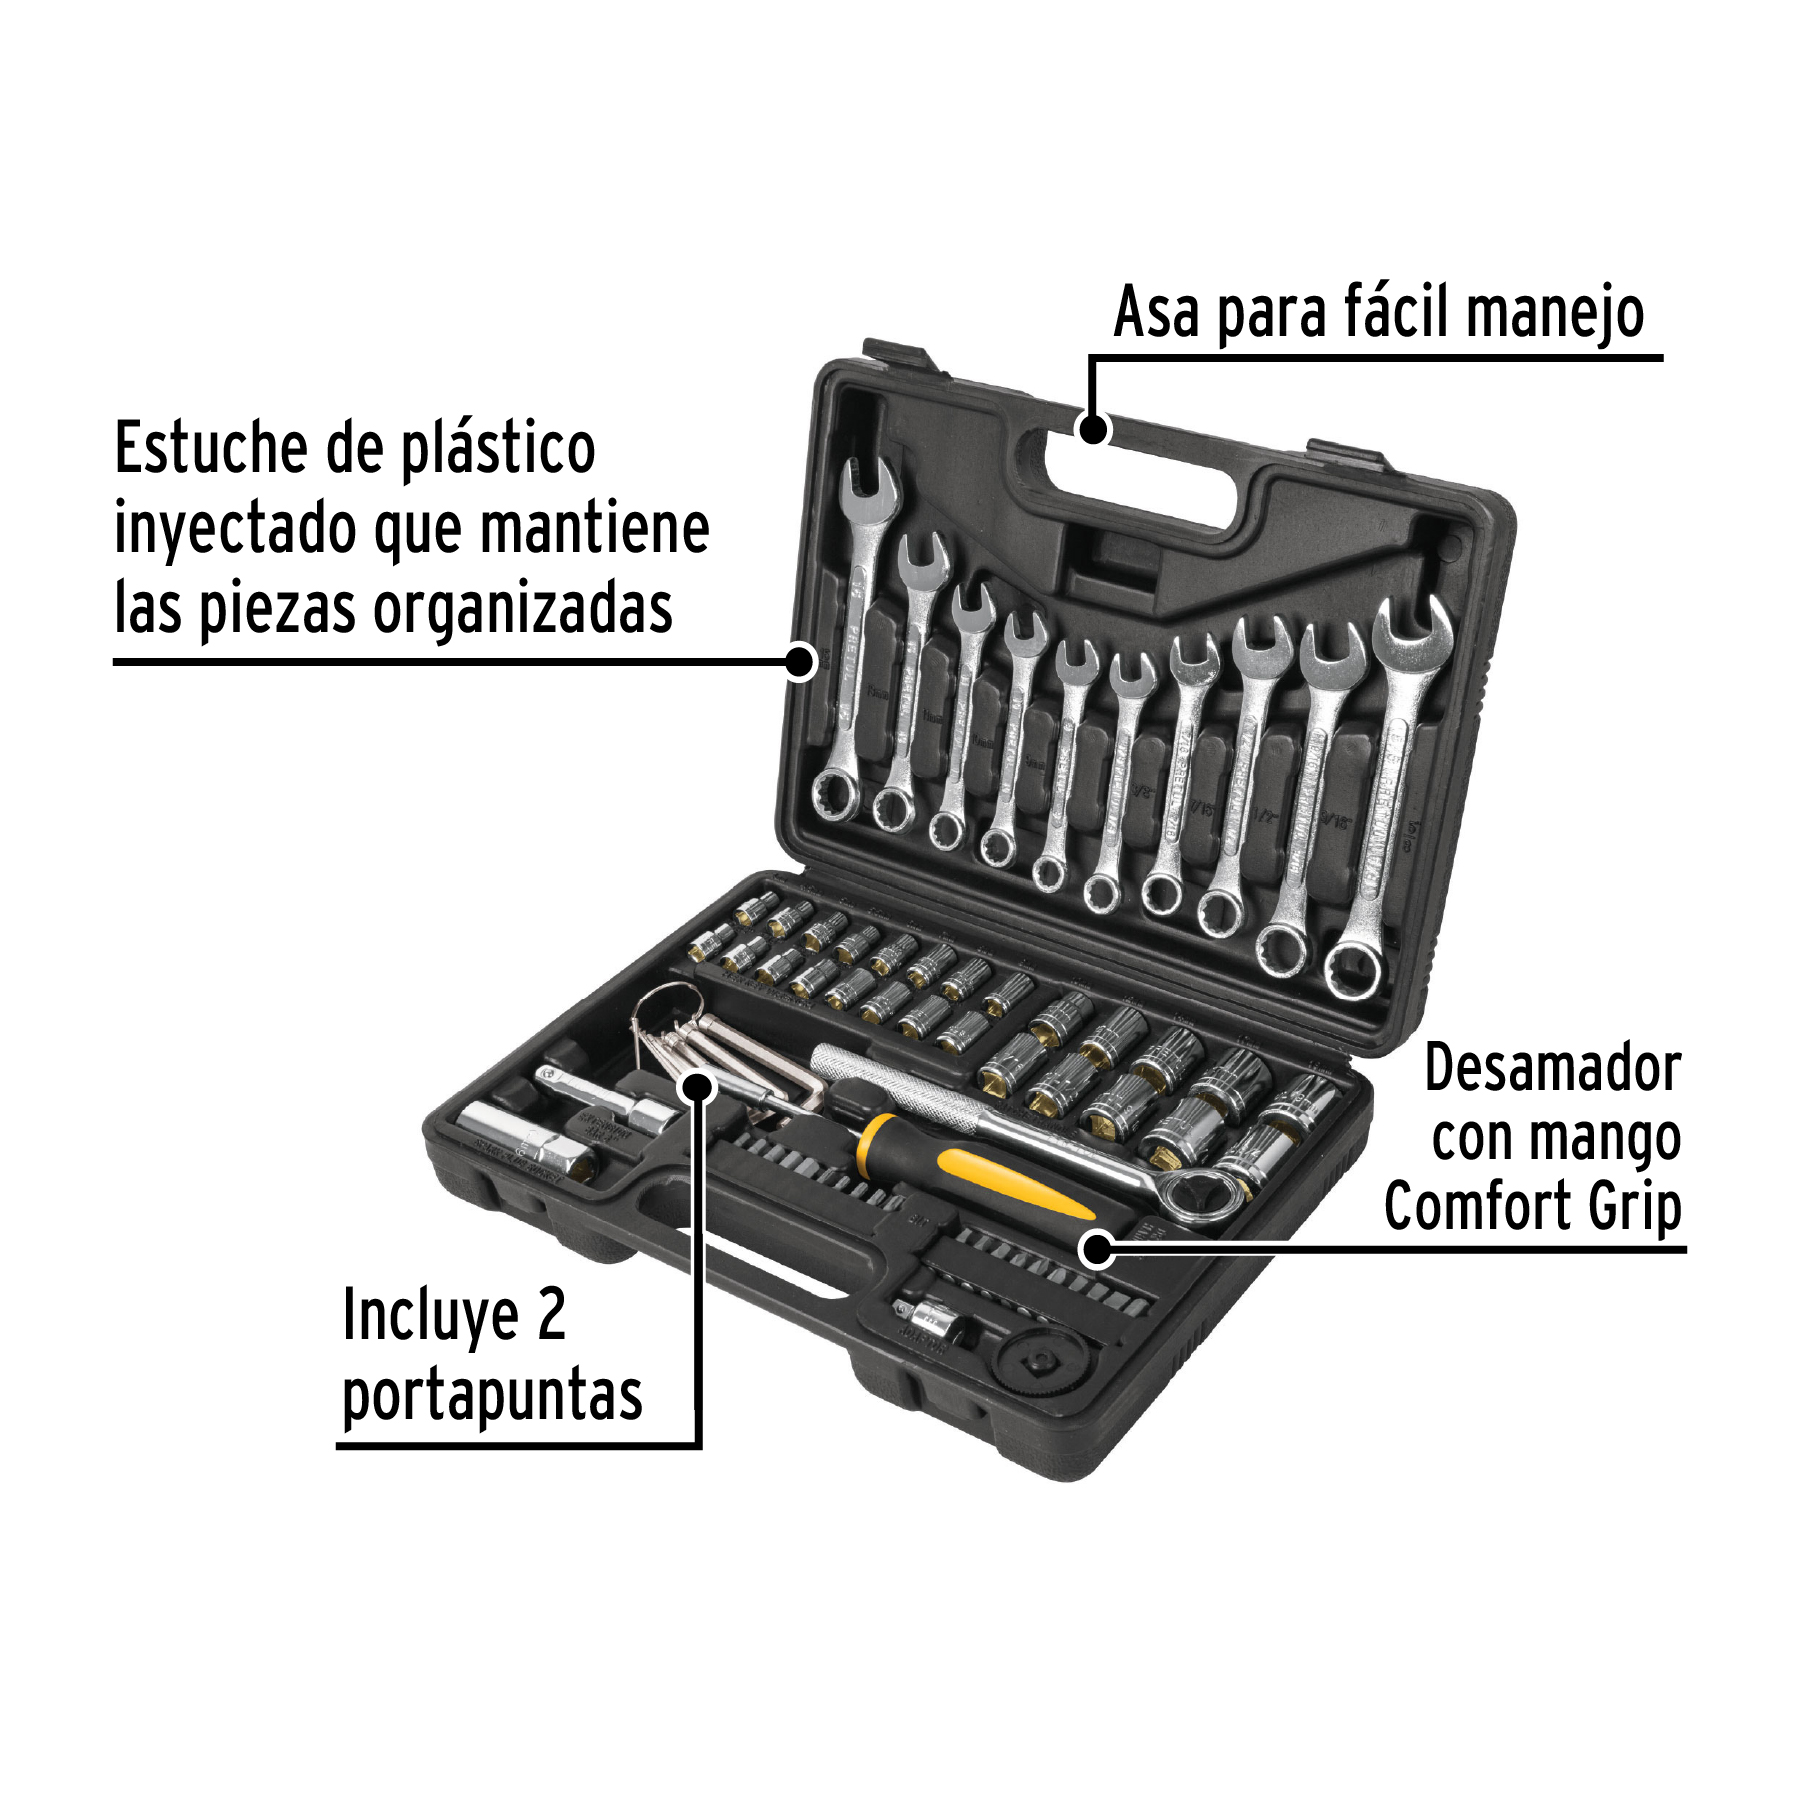 Asa para fácil manejo
Estuche de plástico
inyectado que mantiene
las piezas organizadas
PRETUL
Desamador
con mango
Comfort Grip
Incluye 2
portapuntas